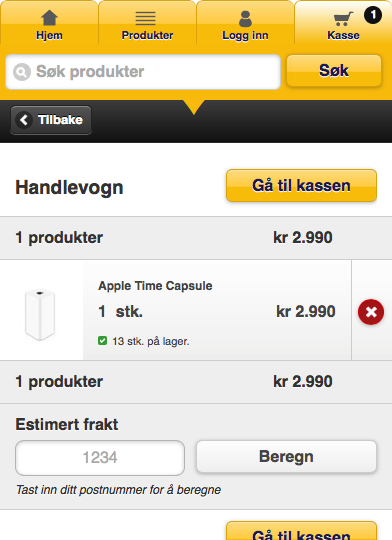 Hjem Produkter Logg inn Kasse 1
Søk produkter Søk
Tilbake
Handlevogn Gå til kassen
1 produkter kr 2.990
Apple Time Capsule
1 stk. kr 2.990
13 stk. på lager.
1 produkter kr 2.990
Estimert frakt
1234 Beregn
Tast inn ditt postnummer for å beregne
Gå til kassen